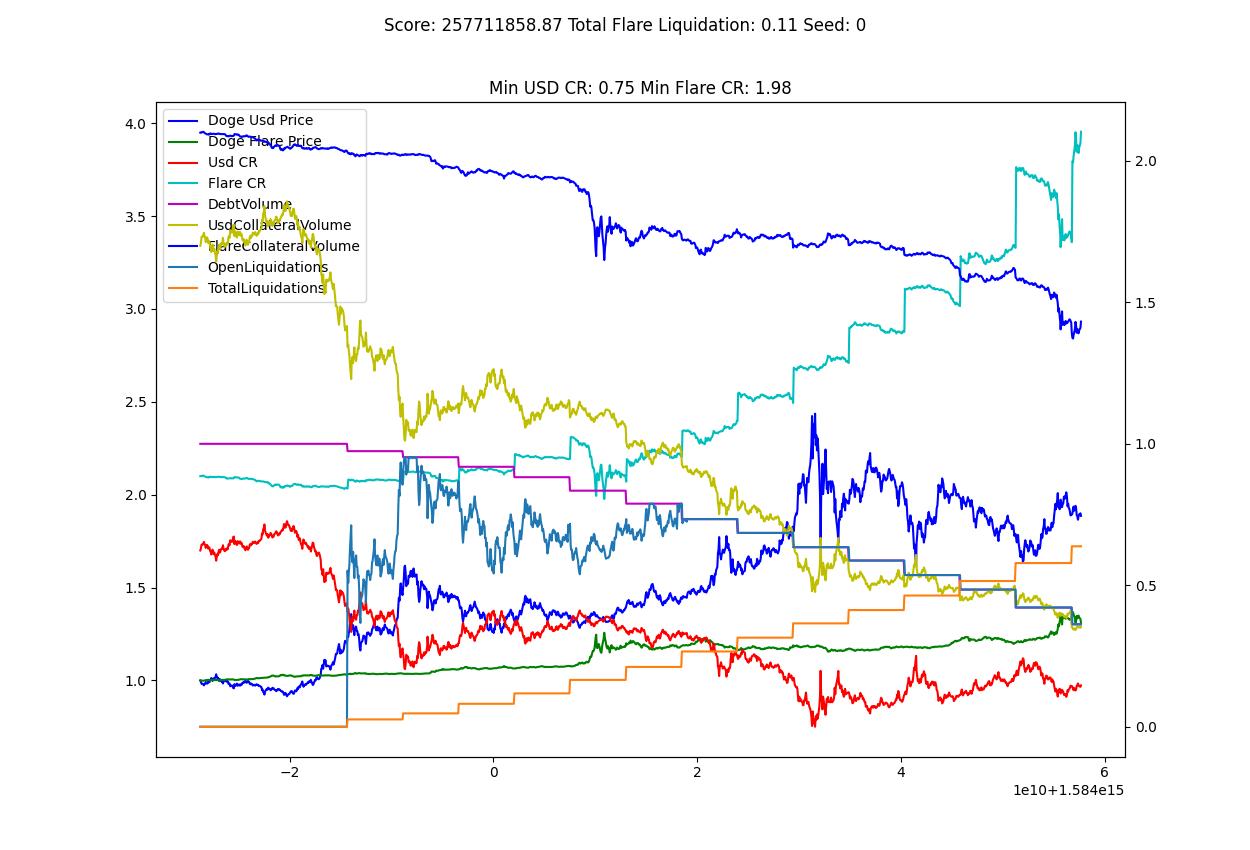 Score: 257711858.87 Total Flare Liquidation: 0.11 Seed: 0
Min USD CR: 0.75 Min Flare CR: 1.98
Doge Usd Price
Doge Flare Price
Usd CR
Flare CR
DebtVolume
UsdCollateralVolume
FlareCollateralVolume
OpenLiquidations
TotalLiquidations
4.0
3.5
3.0
2.5
2.0
1.5
1.0
2.0
1.5
1.0
0.5
0.0
−2
0
2
4
6
1e10+1.584e15